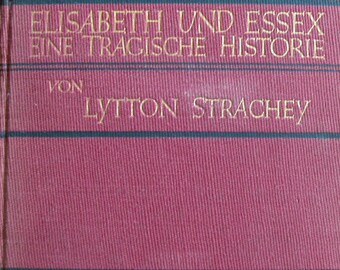 ELISABETH UND ESSEX
EINE TRAGISCHE HISTORIE
VON
LYTTON STRACHEY